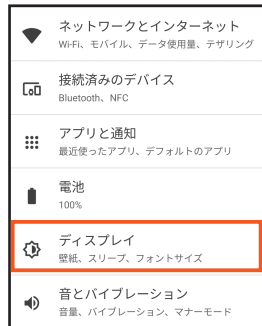 ネットワークとインターネット
Wi-Fi、モバイル、データ使用量、テザリング
接続済みのデバイス
Bluetooth、NFC
アプリと通知
最近使ったアプリ、デフォルトのアプリ
電池
100%
ディスプレイ
壁紙、スリープ、フォントサイズ
音とバイブレーション
音量、バイブレーション、マナーモード